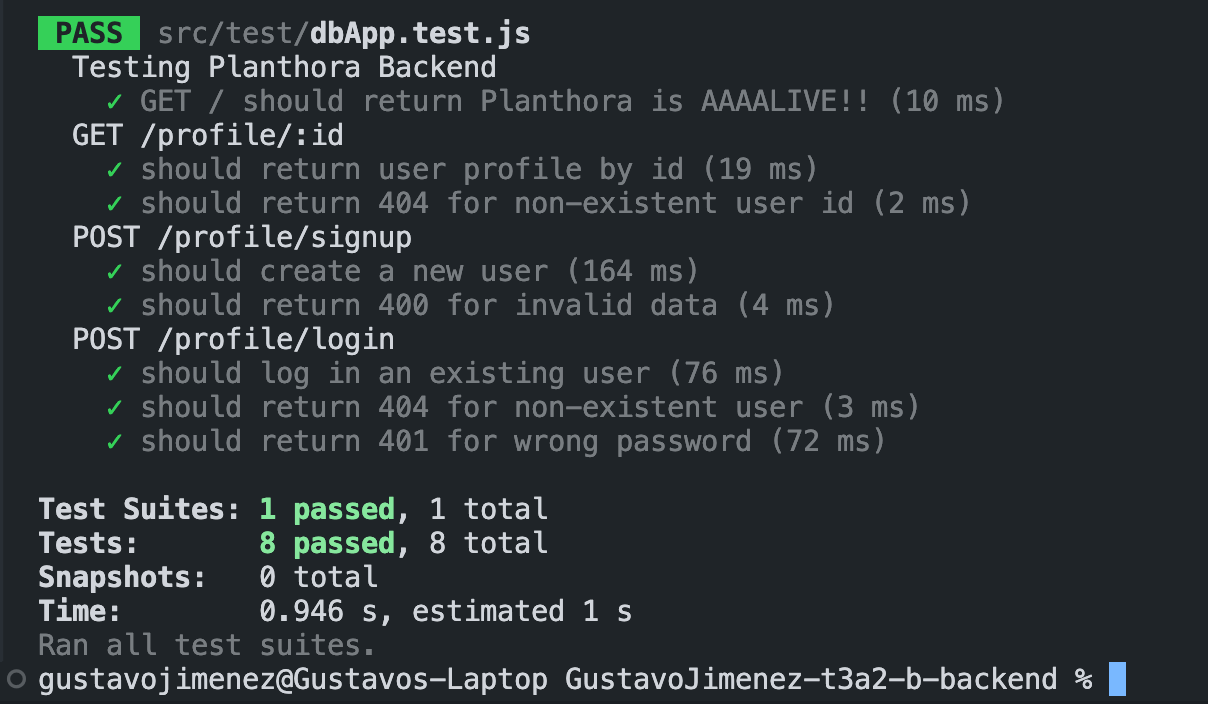 PASS src/test/dbApp.test.js
Testing Planthora Backend
✓ GET / should return Planthora is AAAALIVE!! (10 ms)
GET /profile/:id
✓ should return user profile by id (19 ms)
✓ should return 404 for non-existent user id (2 ms)
POST /profile/signup
✓ should create a new user (164 ms)
✓ should return 400 for invalid data (4 ms)
POST /profile/login
✓ should log in an existing user (76 ms)
✓ should return 404 for non-existent user (3 ms)
✓ should return 401 for wrong password (72 ms)
Test Suites: 1 passed, 1 total
Tests: 8 passed, 8 total
Snapshots: 0 total
Time: 0.946 s, estimated 1 s
Ran all test suites.
gustavojimenez@Gustavos-Laptop GustavoJimenez-t3a2-b-backend %